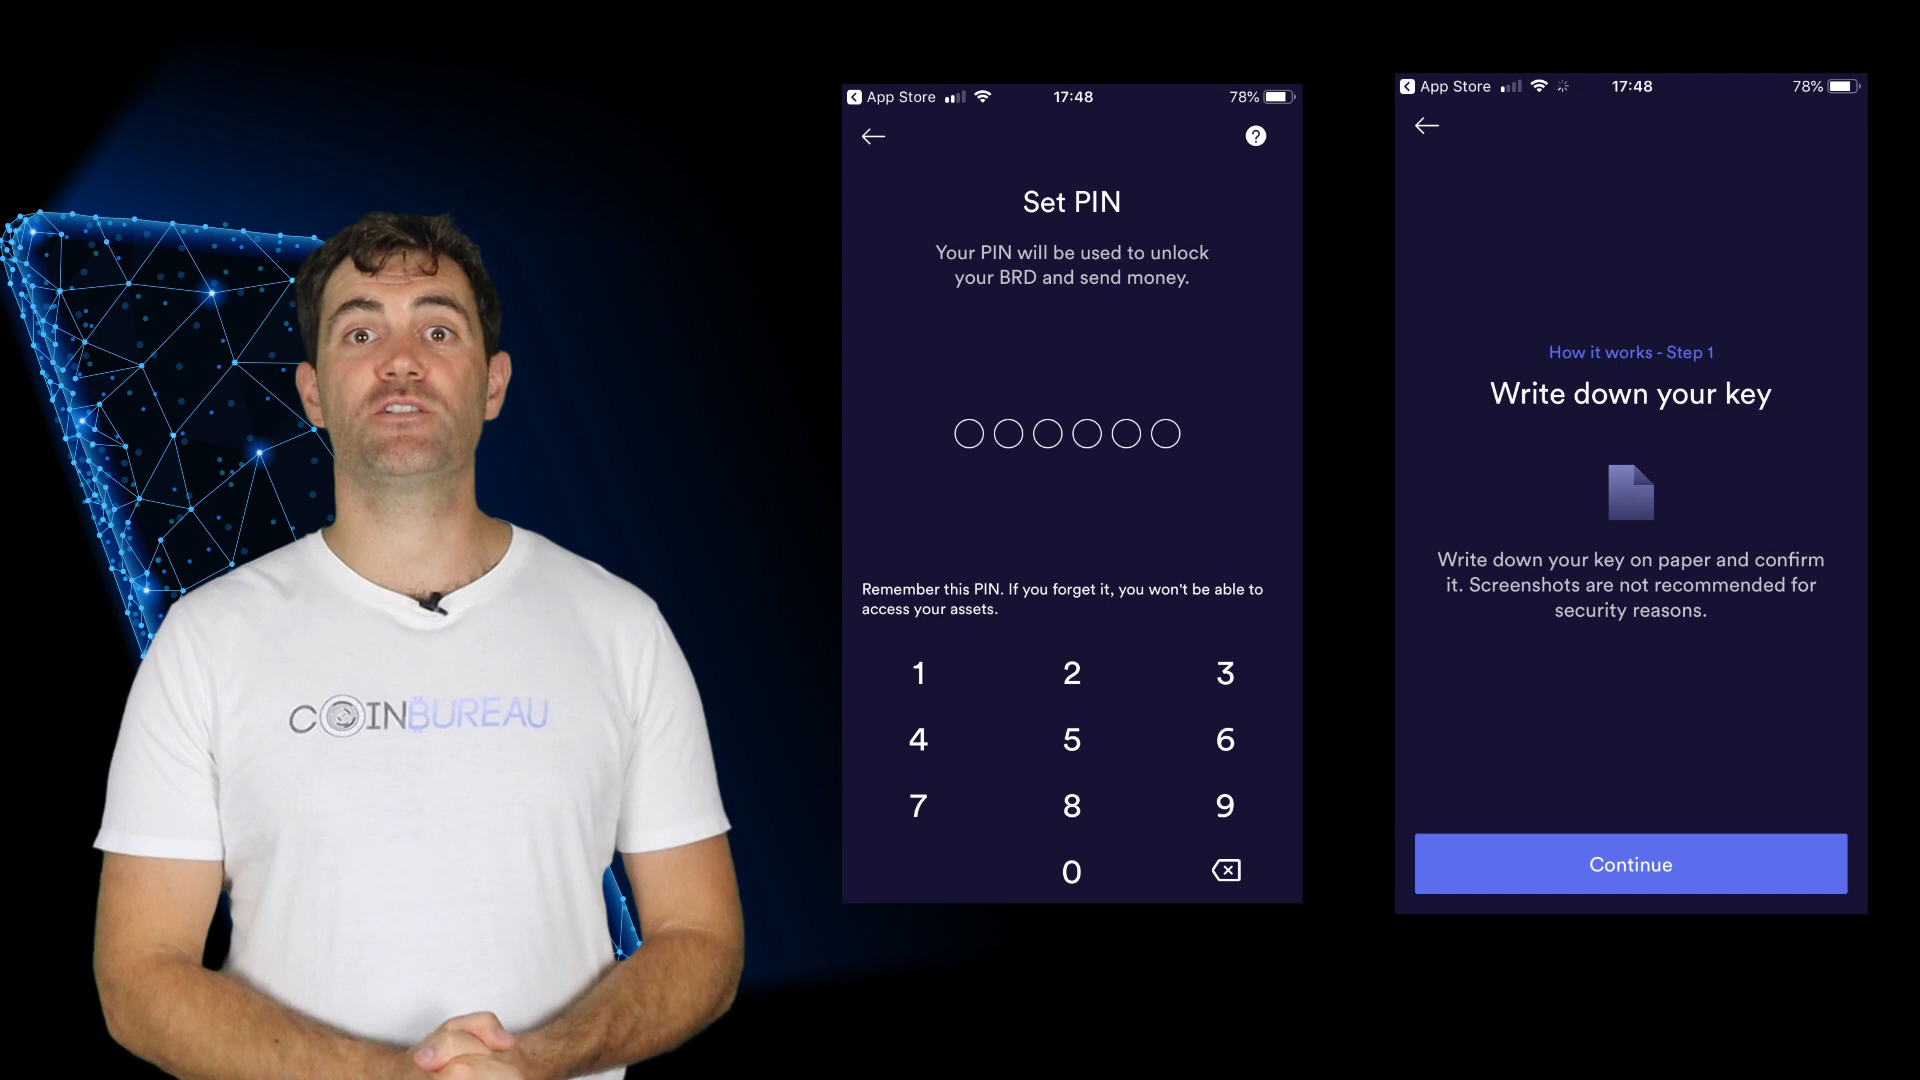 COINBUREAU
App Store 17:48 78%
Set PIN
Your PIN will be used to unlock
your BRD and send money.
Remember this PIN. If you forget it, you won't be able to
access your assets.
1 2 3
4 5 6
7 8 9
0
App Store 17:48 78%
How it works - Step 1
Write down your key
Write down your key on paper and confirm
it. Screenshots are not recommended for
security reasons.
Continue